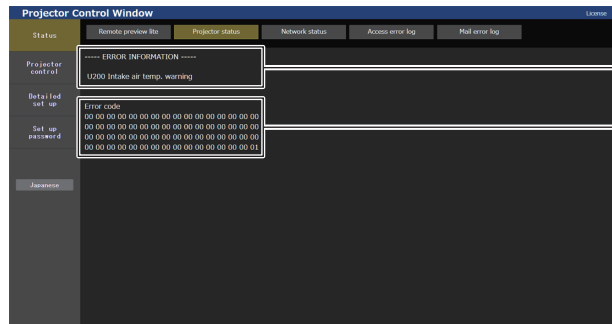 Projector Control Window
License
Status
Remote preview lite
Projector status
Network status
Access error log
Mail error log
Projector
control
Detailed
set up
Set up
password
Japanese
----- ERROR INFORMATION -----
U200 Intake air temp. warning
Error code
00 00 00 00 00 00 00 00 00 00 00 00 00 00 00 00
00 00 00 00 00 00 00 00 00 00 00 00 00 00 00 00
00 00 00 00 00 00 00 00 00 00 00 00 00 00 00 00
00 00 00 00 00 00 00 00 00 00 00 00 00 00 00 01